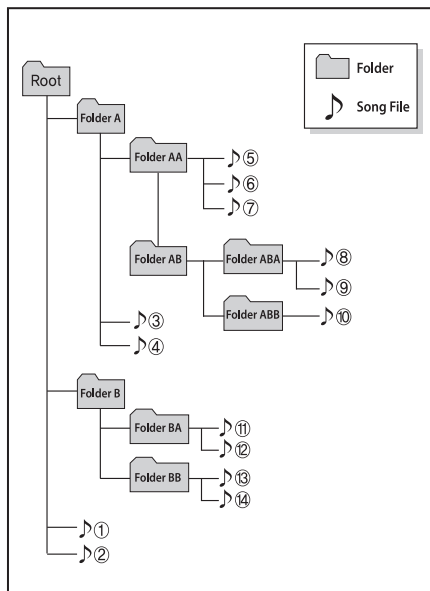 Root
Folder
Song File
Folder A
Folder AA
⑤
⑥
⑦
Folder AB
Folder ABA
⑧
⑨
Folder ABB
⑩
③
④
Folder B
Folder BA
⑪
⑫
Folder BB
⑬
⑭
①
②